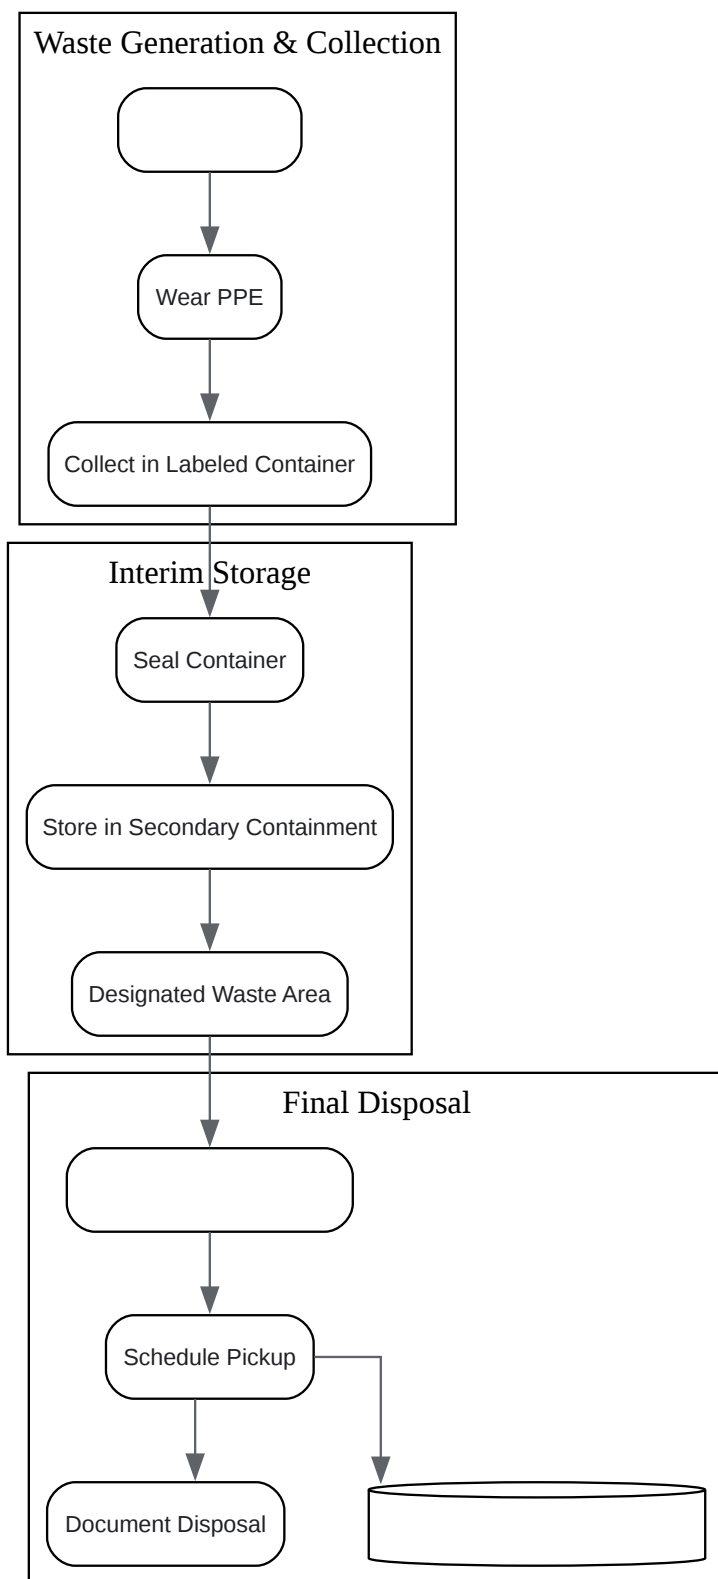 Waste Generation & Collection
Wear PPE
Collect in Labeled Container
Interim Storage
Seal Container
Store in Secondary Containment
Designated Waste Area
Final Disposal
Schedule Pickup
Document Disposal